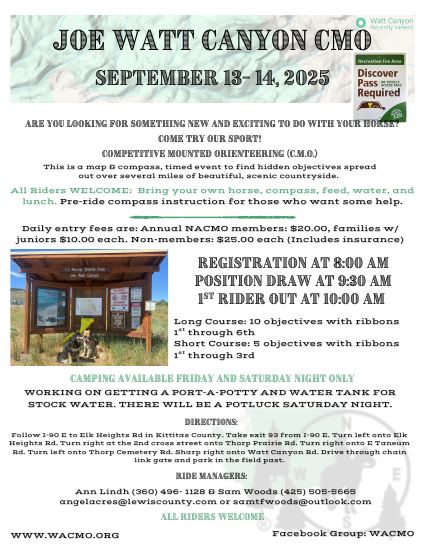 Watt Canyon
Recently viewed
JOE WATT CANYON CMO
SEPTEMBER 13- 14, 2025
Recreation Fee Area
Discover
Pass
Required
ARE YOU LOOKING FOR SOMETHING NEW AND EXCITING TO DO WITH YOUR HORSE?
COME TRY OUR SPORT!
COMPETITIVE MOUNTED ORIENTEERING (C.M.O.)
This is a map & compass, timed event to find hidden objectives spread
out over several miles of beautiful, scenic countryside.
All Riders WELCOME: Bring your own horse, compass, feed, water, and
lunch. Pre-ride compass instruction for those who want some help.
Daily entry fees are: Annual NACMO members: $20.00, families w/
juniors $10.00 each. Non-members: $25.00 each (Includes insurance)
L.T. Murray Wildlife Area
Joe Watt Canyon
REGISTRATION AT 8:00 AM
POSITION DRAW AT 9:30 AM
1ST RIDER OUT AT 10:00 AM
Long Course: 10 objectives with ribbons
1st through 6th
Short Course: 5 objectives with ribbons
1st through 3rd
CAMPING AVAILABLE FRIDAY AND SATURDAY NIGHT ONLY
WORKING ON GETTING A PORT-A-POTTY AND WATER TANK FOR
STOCK WATER. THERE WILL BE A POTLUCK SATURDAY NIGHT.
DIRECTIONS:
Follow I-90 E to Elk Heights Rd in Kittitas County. Take exit 93 from I-90 E. Turn left onto Elk
Heights Rd. Turn right at the 2nd cross street onto Thorp Prairie Rd. Turn right onto E Taneum
Rd. Turn left onto Thorp Cemetery Rd. Sharp right onto Watt Canyon Rd. Drive through chain
link gate and park in the field past.
RIDE MANAGERS:
Ann Lindh (360) 496- 1128 & Sam Woods (425) 505-5665
angelacres@lewiscounty.com or samtfwoods@outlook.com
ALL RIDERS WELCOME
WWW.WACMO.ORG
Facebook Group: WACMO